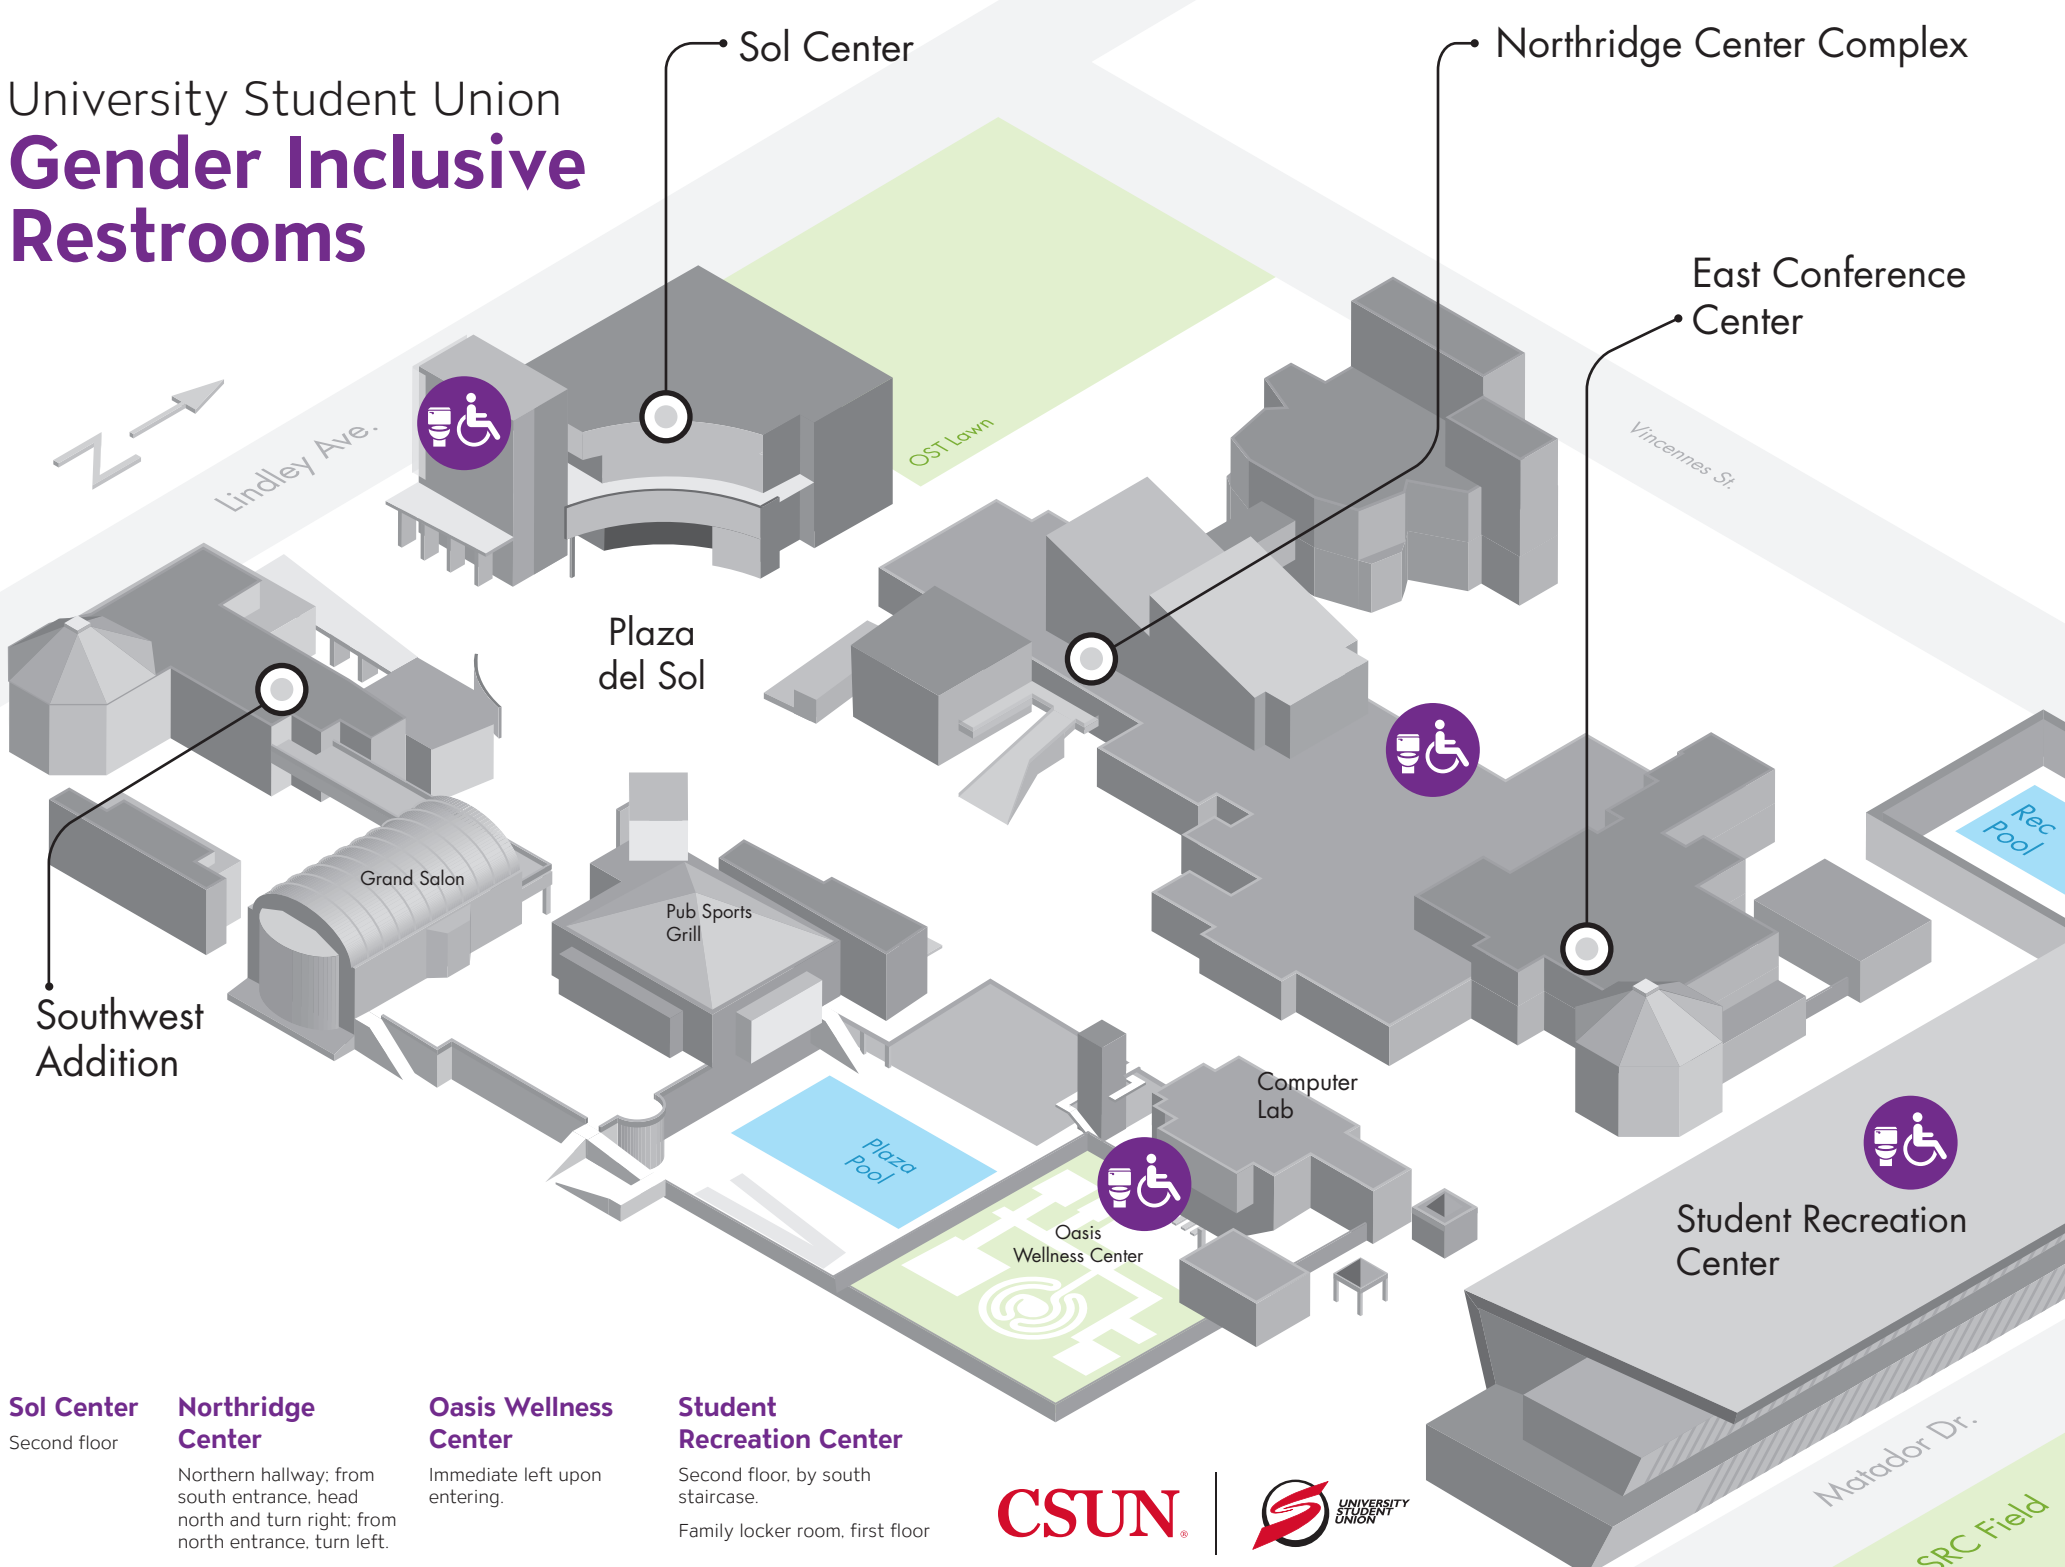 University Student Union
Gender Inclusive
Restrooms
Sol Center
Northridge Center Complex
East Conference
Center
Lindley Ave.
N
OST Lawn
Vincennes St.
Plaza
del Sol
Rec
Pool
Grand Salon
Pub Sports
Grill
Southwest
Addition
Computer
Lab
Plaza
Pool
Oasis
Wellness Center
Student Recreation
Center
Matador Dr.
SRC Field
Sol Center
Second floor
Northridge
Center
Northern hallway; from
south entrance, head
north and turn right; from
north entrance, turn left.
Oasis Wellness
Center
Immediate left upon
entering.
Student
Recreation Center
Second floor, by south
staircase.
Family locker room, first floor
CSUN®
UNIVERSITY
STUDENT
UNION